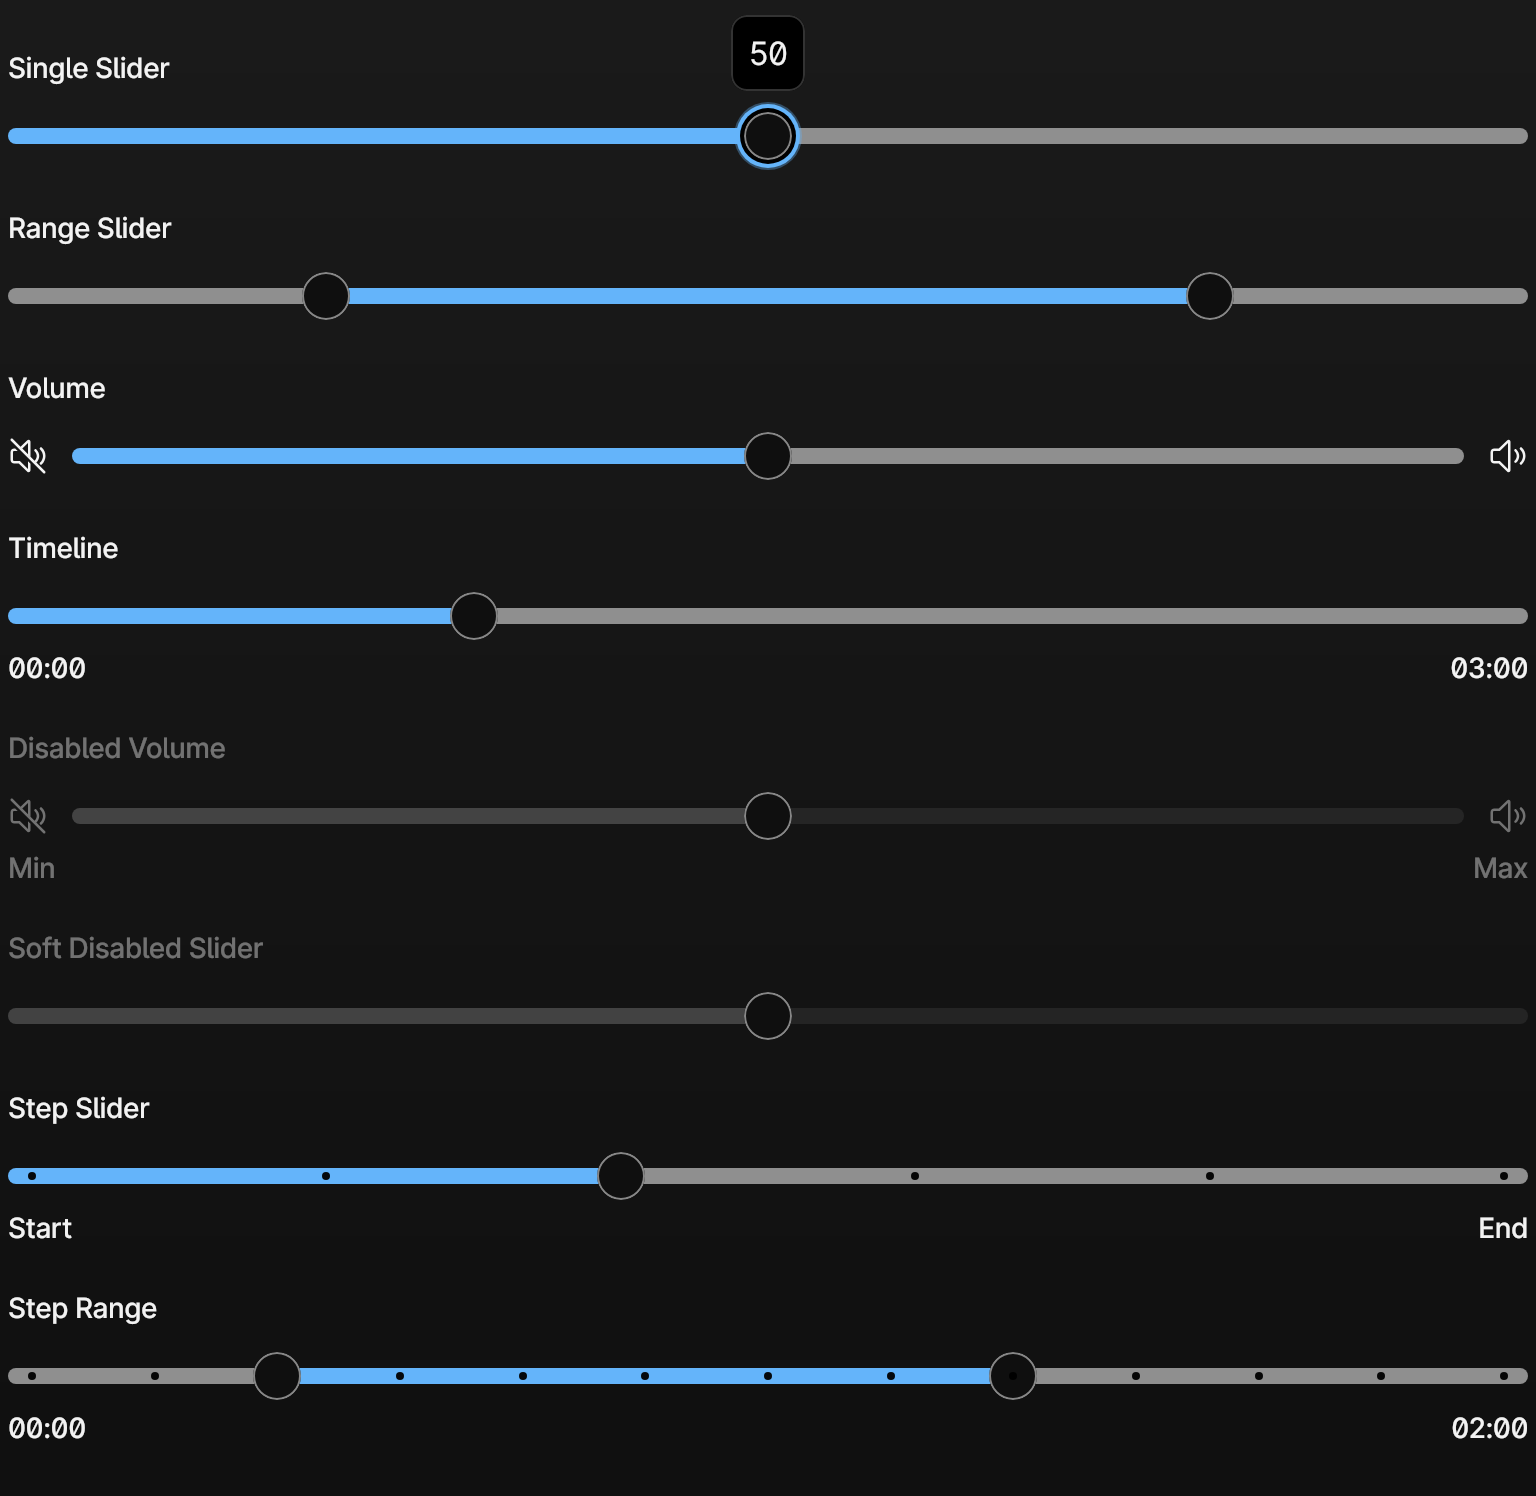 50
Single Slider
Range Slider
Volume
Timeline
00:00 03:00
Disabled Volume
Min Max
Soft Disabled Slider
Step Slider
Start End
Step Range
00:00 02:00